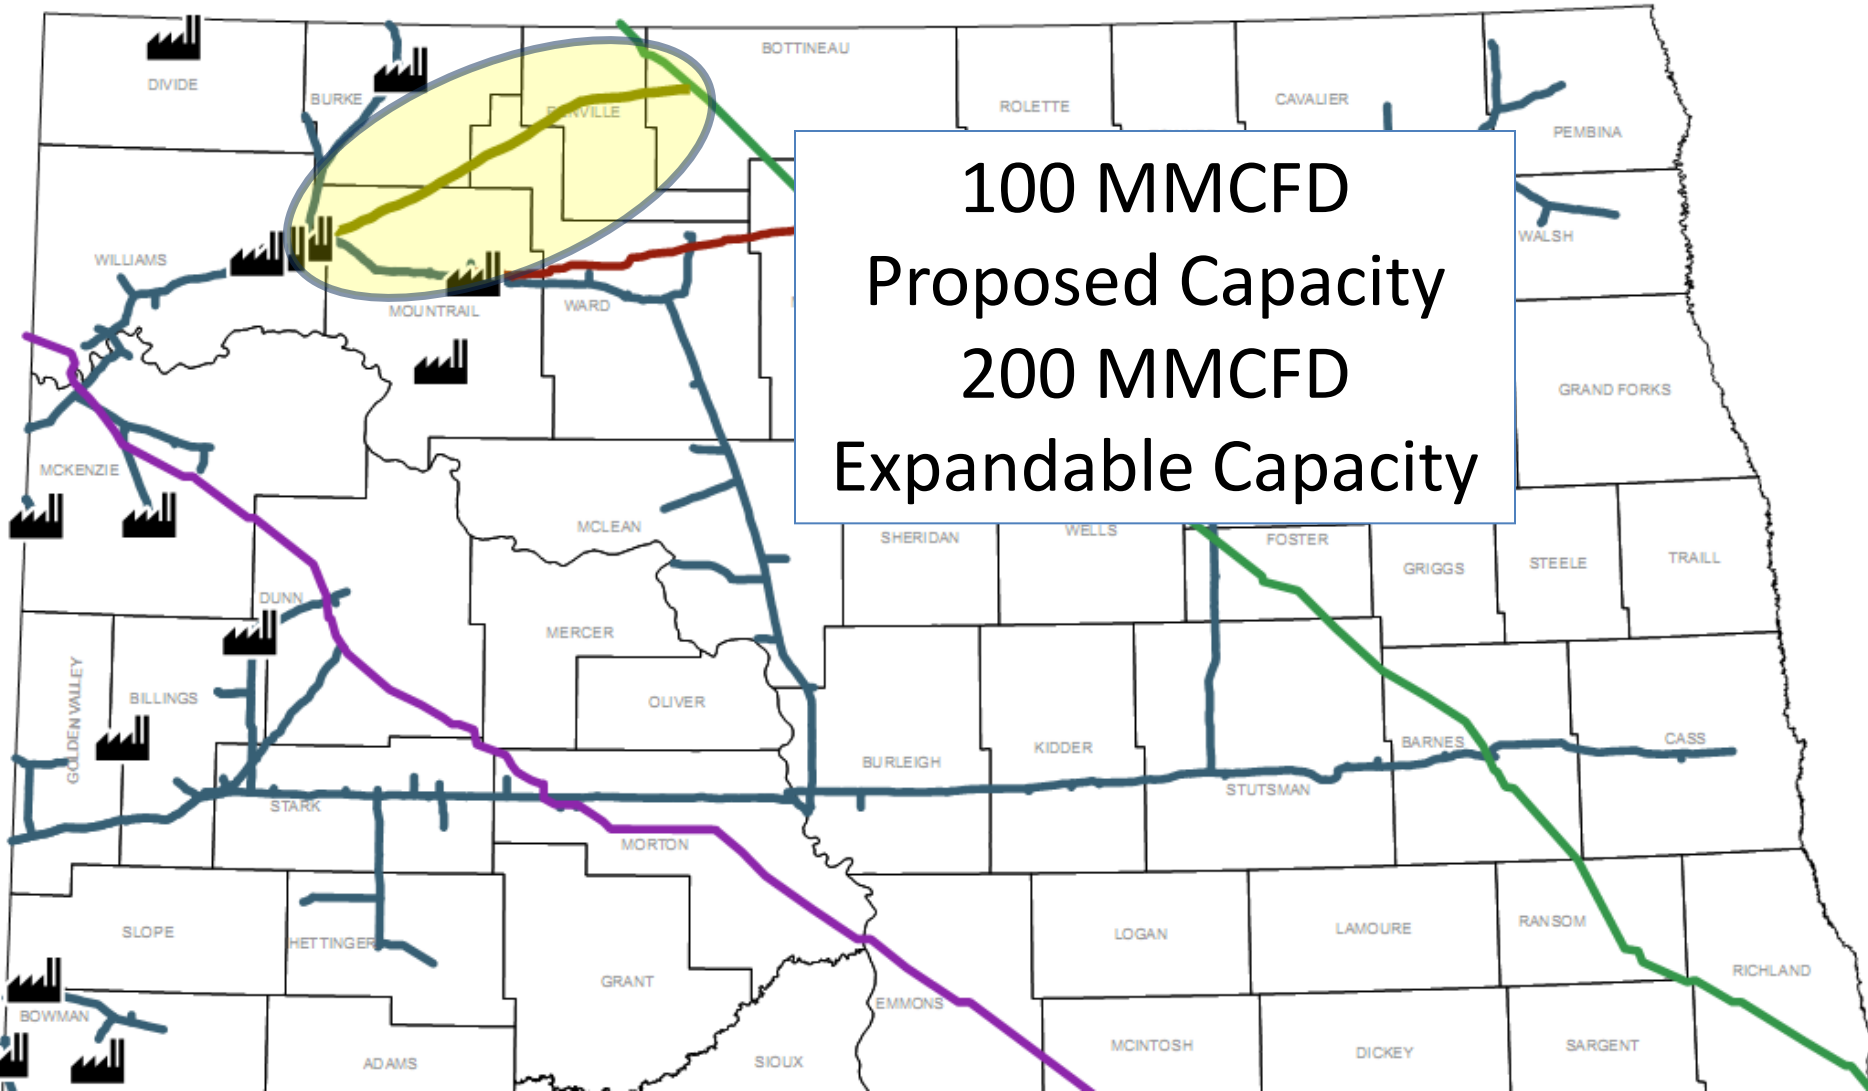 BOTTINEAU
DIVIDE
BURKE
ROLETTE
CAVALIER
PEMBINA
100 MMCFD
Proposed Capacity
200 MMCFD
Expandable Capacity
WALSH
WILLIAMS
MOUNTRAIL
WARD
GRAND FORKS
MCKENZIE
MCLEAN
SHERIDAN
WELLS
FOSTER
GRIGGS
STEELE
TRAILL
DUNN
MERCER
GOLDEN VALLEY
BILLINGS
OLIVER
BURLEIGH
KIDDER
BARNES
CASS
STARK
STUTSMAN
MORTON
SLOPE
HETTINGER
GRANT
LOGAN
LAMOURE
RANSOM
RICHLAND
EMMONS
BOWMAN
ADAMS
SIOUX
MCINTOSH
DICKEY
SARGENT